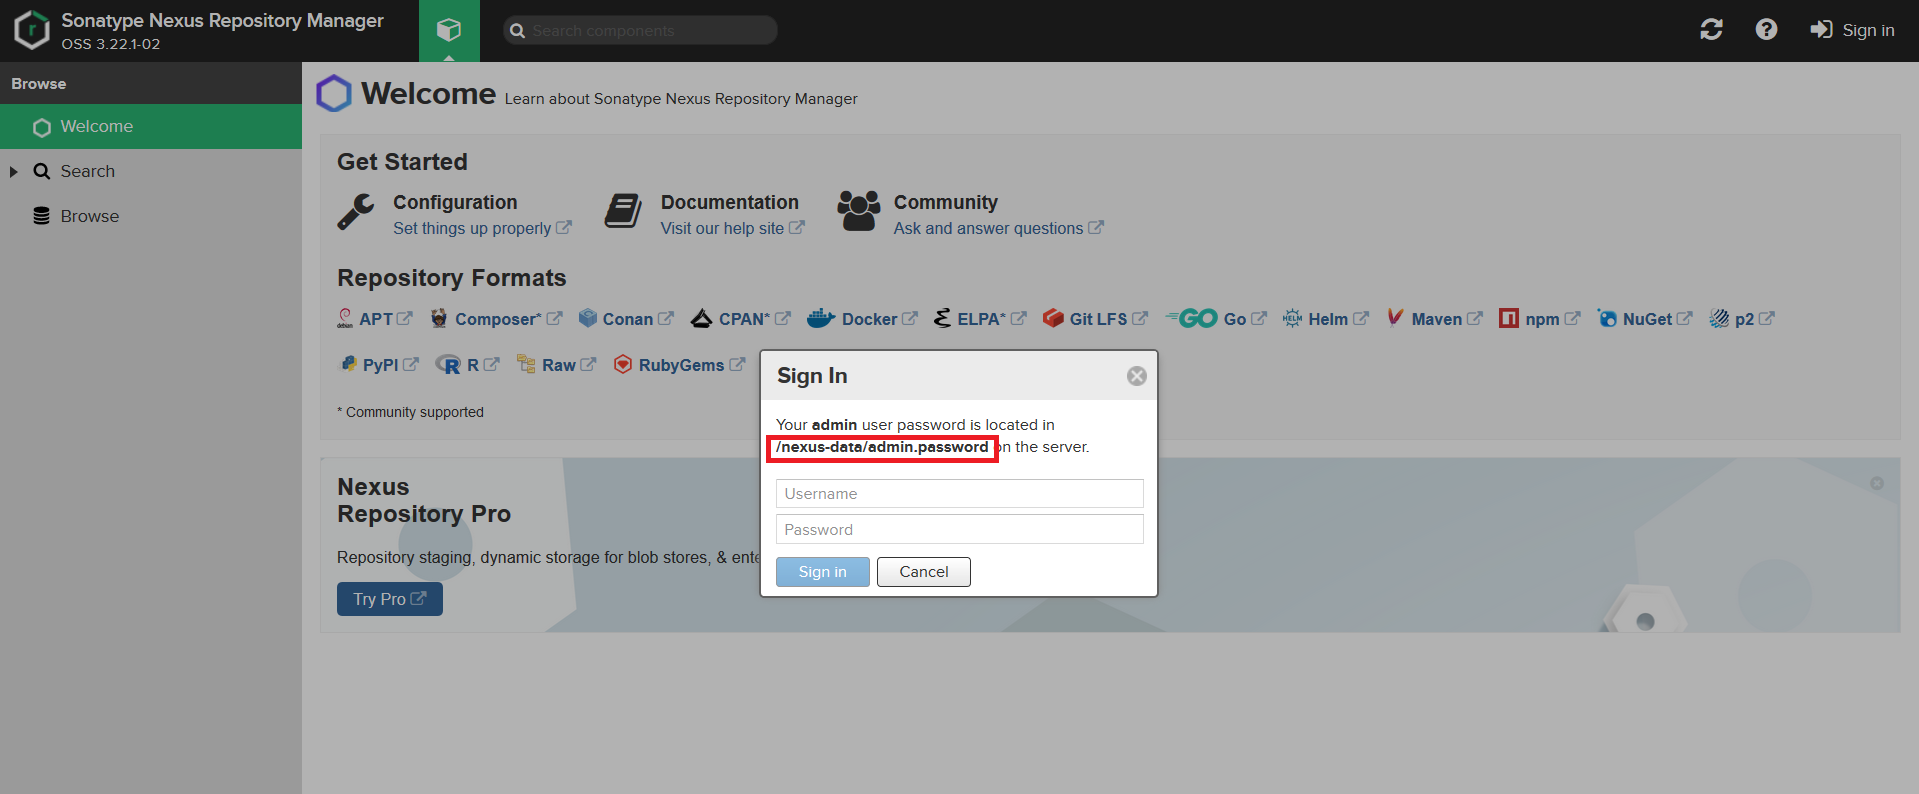 Sonatype Nexus Repository Manager
OSS 3.22.1-02
Search components
Sign in
Browse
Welcome
Search
Browse
Welcome Learn about Sonatype Nexus Repository Manager
Get Started
Configuration
Set things up properly
Documentation
Visit our help site
Community
Ask and answer questions
Repository Formats
APT Composer* Conan CPAN* Docker ELPA* Git LFS Go Helm Maven npm NuGet p2
PyPI R Raw RubyGems
* Community supported
Sign In
Your admin user password is located in
/nexus-data/admin.password on the server.
Username
Password
Sign in Cancel
Nexus
Repository Pro
Repository staging, dynamic storage for blob stores, & ente
Try Pro